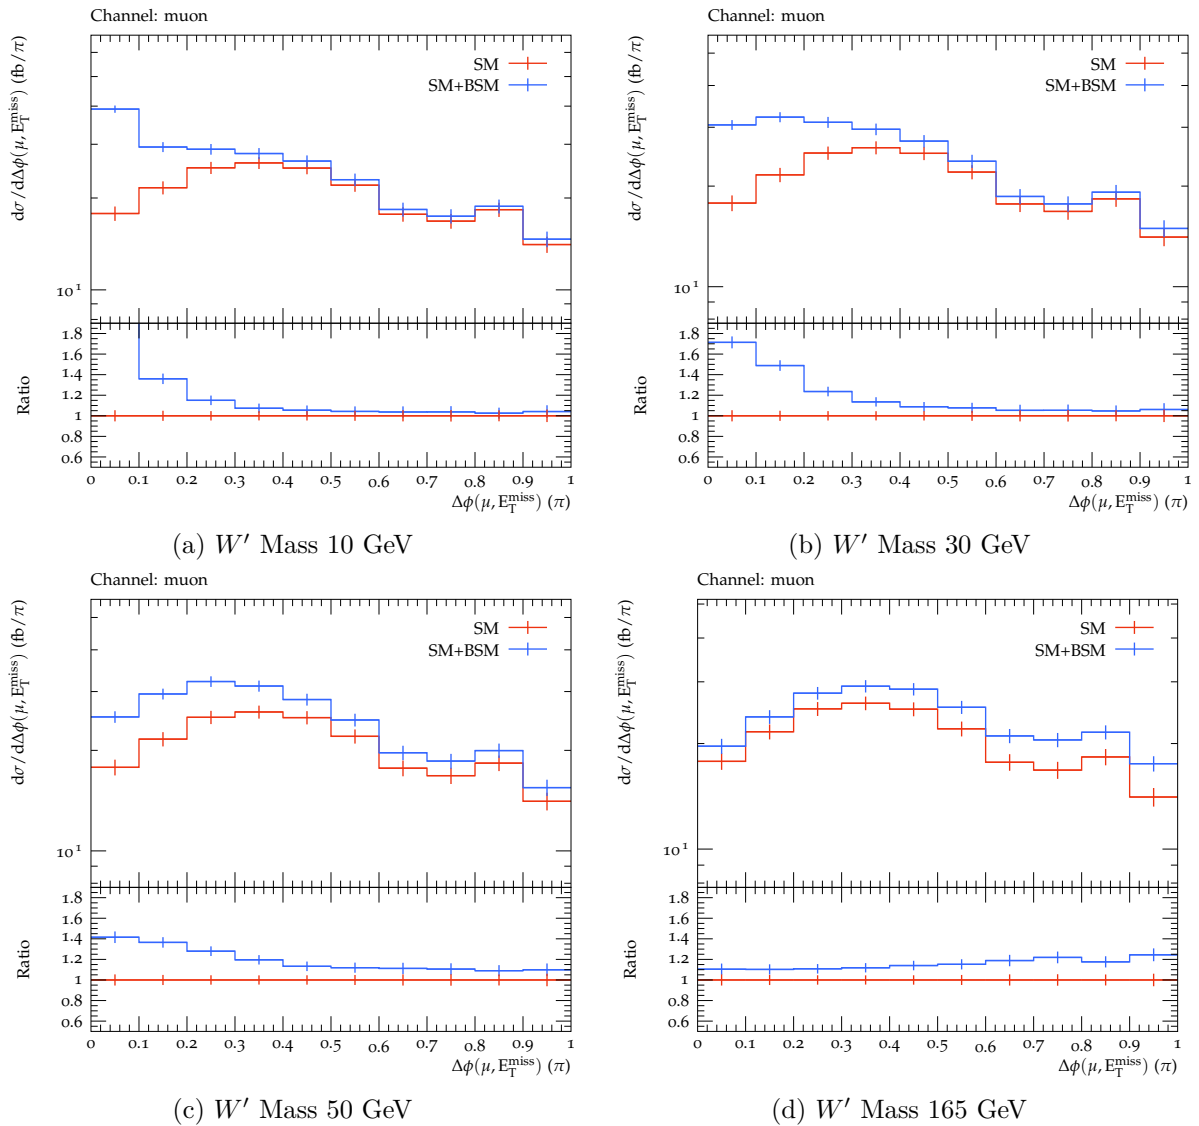 Channel: muon
SM
SM+BSM
dσ/dΔϕ(μ, E_T^miss) (fb/π)
10¹
Ratio
1.8
1.6
1.4
1.2
1
0.8
0.6
0 0.1 0.2 0.3 0.4 0.5 0.6 0.7 0.8 0.9 1
Δϕ(μ, E_T^miss) (π)
(a) W′ Mass 10 GeV
Channel: muon
SM
SM+BSM
dσ/dΔϕ(μ, E_T^miss) (fb/π)
10¹
Ratio
1.8
1.6
1.4
1.2
1
0.8
0.6
0 0.1 0.2 0.3 0.4 0.5 0.6 0.7 0.8 0.9 1
Δϕ(μ, E_T^miss) (π)
(b) W′ Mass 30 GeV
Channel: muon
SM
SM+BSM
dσ/dΔϕ(μ, E_T^miss) (fb/π)
10¹
Ratio
1.8
1.6
1.4
1.2
1
0.8
0.6
0 0.1 0.2 0.3 0.4 0.5 0.6 0.7 0.8 0.9 1
Δϕ(μ, E_T^miss) (π)
(c) W′ Mass 50 GeV
Channel: muon
SM
SM+BSM
dσ/dΔϕ(μ, E_T^miss) (fb/π)
10¹
Ratio
1.8
1.6
1.4
1.2
1
0.8
0.6
0 0.1 0.2 0.3 0.4 0.5 0.6 0.7 0.8 0.9 1
Δϕ(μ, E_T^miss) (π)
(d) W′ Mass 165 GeV